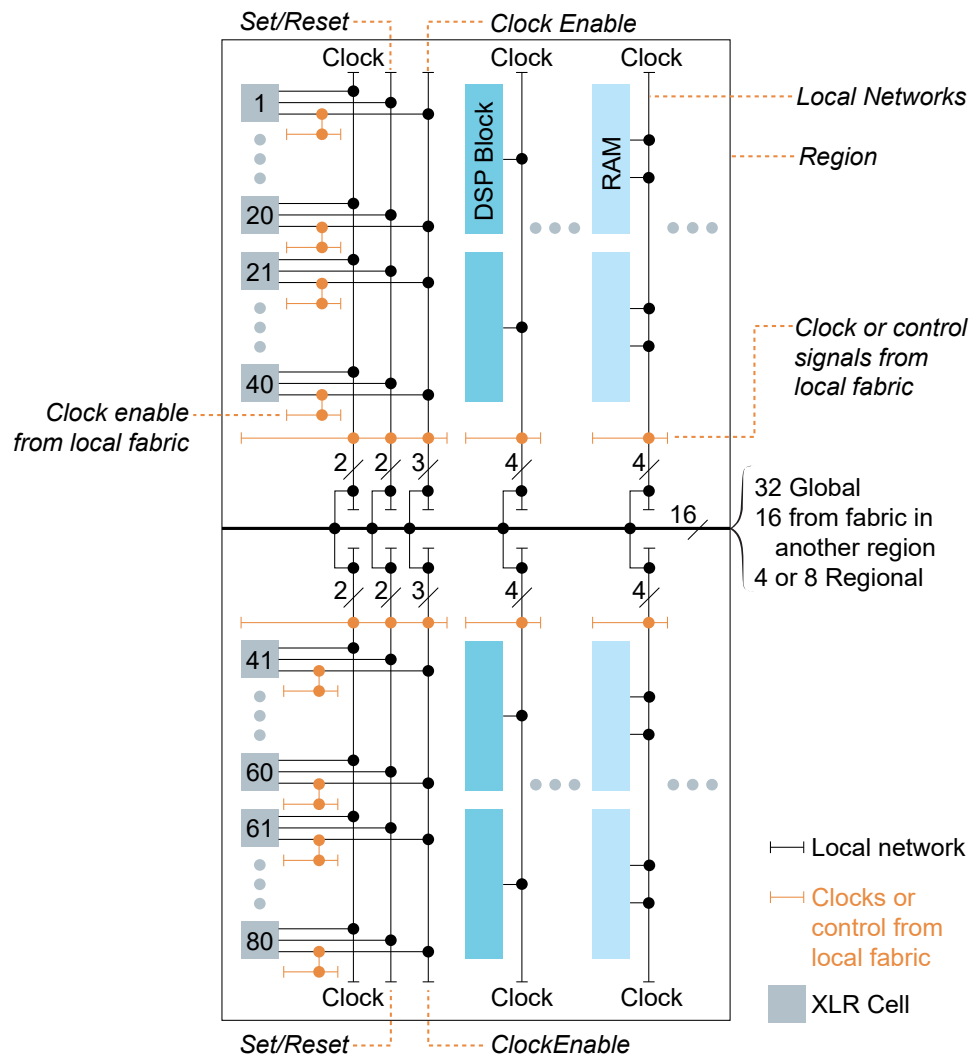 Set/Reset
Clock Enable
Clock
Clock
Clock
1
DSP Block
RAM
Local Networks
Region
20
21
40
Clock or control
signals from
local fabric
Clock enable
from local fabric
2
2
3
4
4
16
32 Global
16 from fabric in
another region
4 or 8 Regional
2
2
3
4
4
41
60
61
80
Local network
Clocks or
control from
local fabric
XLR Cell
Clock
Clock
Clock
Set/Reset
ClockEnable